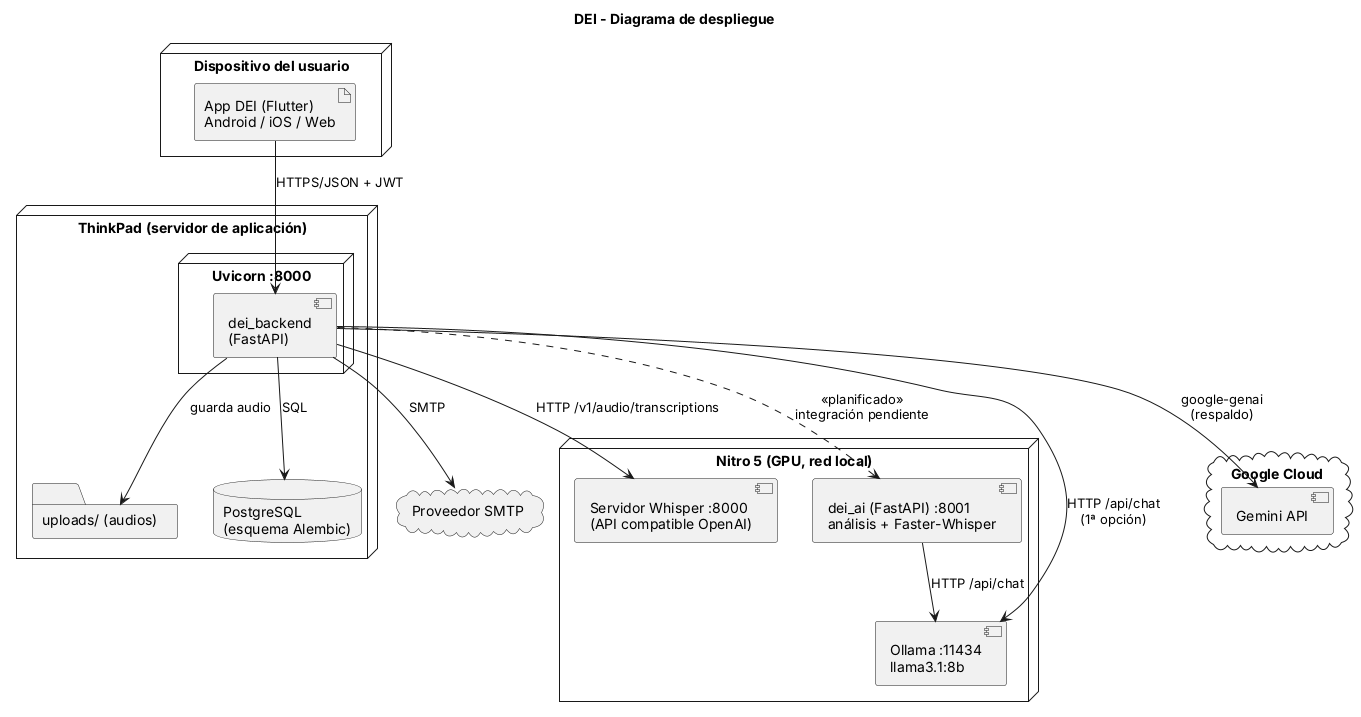 DEI - Diagrama de despliegue
Dispositivo del usuario
App DEI (Flutter)
Android / iOS / Web
HTTPS/JSON + JWT
ThinkPad (servidor de aplicación)
Uvicorn :8000
dei_backend
(FastAPI)
guarda audio
SQL
SMTP
HTTP /v1/audio/transcriptions
«planificado»
integración pendiente
google-genai
(respaldo)
uploads/ (audios)
PostgreSQL
(esquema Alembic)
Proveedor SMTP
Nitro 5 (GPU, red local)
Servidor Whisper :8000
(API compatible OpenAI)
dei_ai (FastAPI) :8001
análisis + Faster-Whisper
HTTP /api/chat
(1ª opción)
Google Cloud
Gemini API
HTTP /api/chat
Ollama :11434
llama3.1:8b